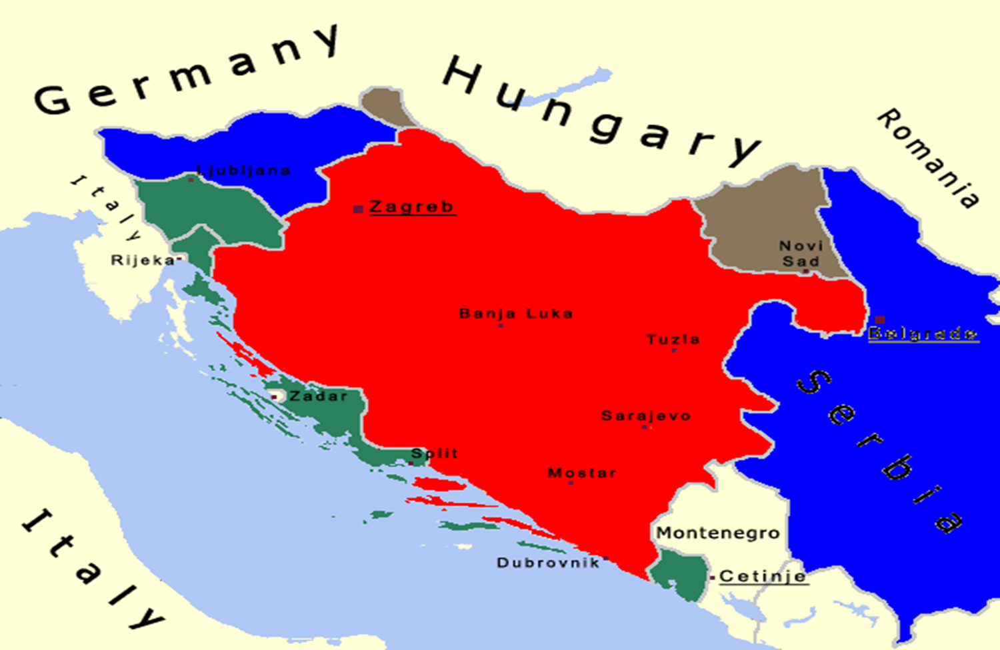 Germany
Hungary
Romania
Ljubljana
Italy
Zagreb
Novi
Sad
Rijeka
Banja Luka
Belgrade
Tuzla
Serbia
Zadar
Sarajevo
Split
Mostar
Italy
Montenegro
Dubrovnik
Cetinje